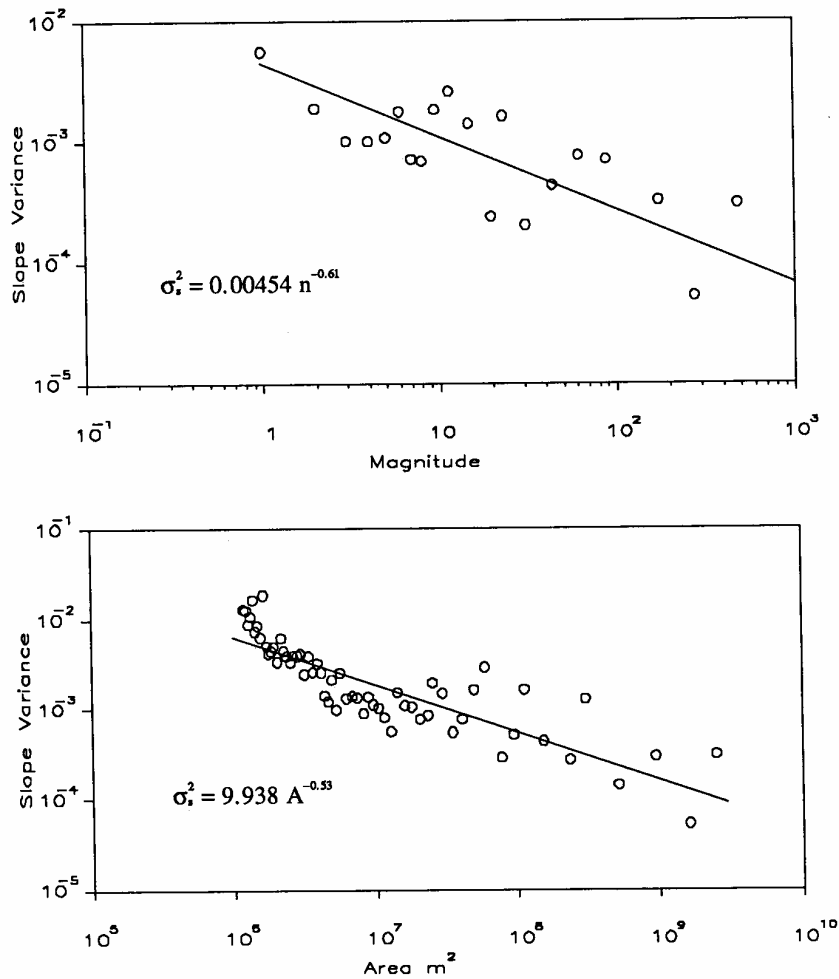 10⁻²
10⁻³
10⁻⁴
10⁻⁵
Slope Variance
σₛ² = 0.00454 n⁻⁰·⁶¹
10⁻¹ 1 10 10² 10³
Magnitude
10⁻¹
10⁻²
10⁻³
10⁻⁴
10⁻⁵
Slope Variance
σₛ² = 9.938 A⁻⁰·⁵³
10⁵ 10⁶ 10⁷ 10⁸ 10⁹ 10¹⁰
Area m²